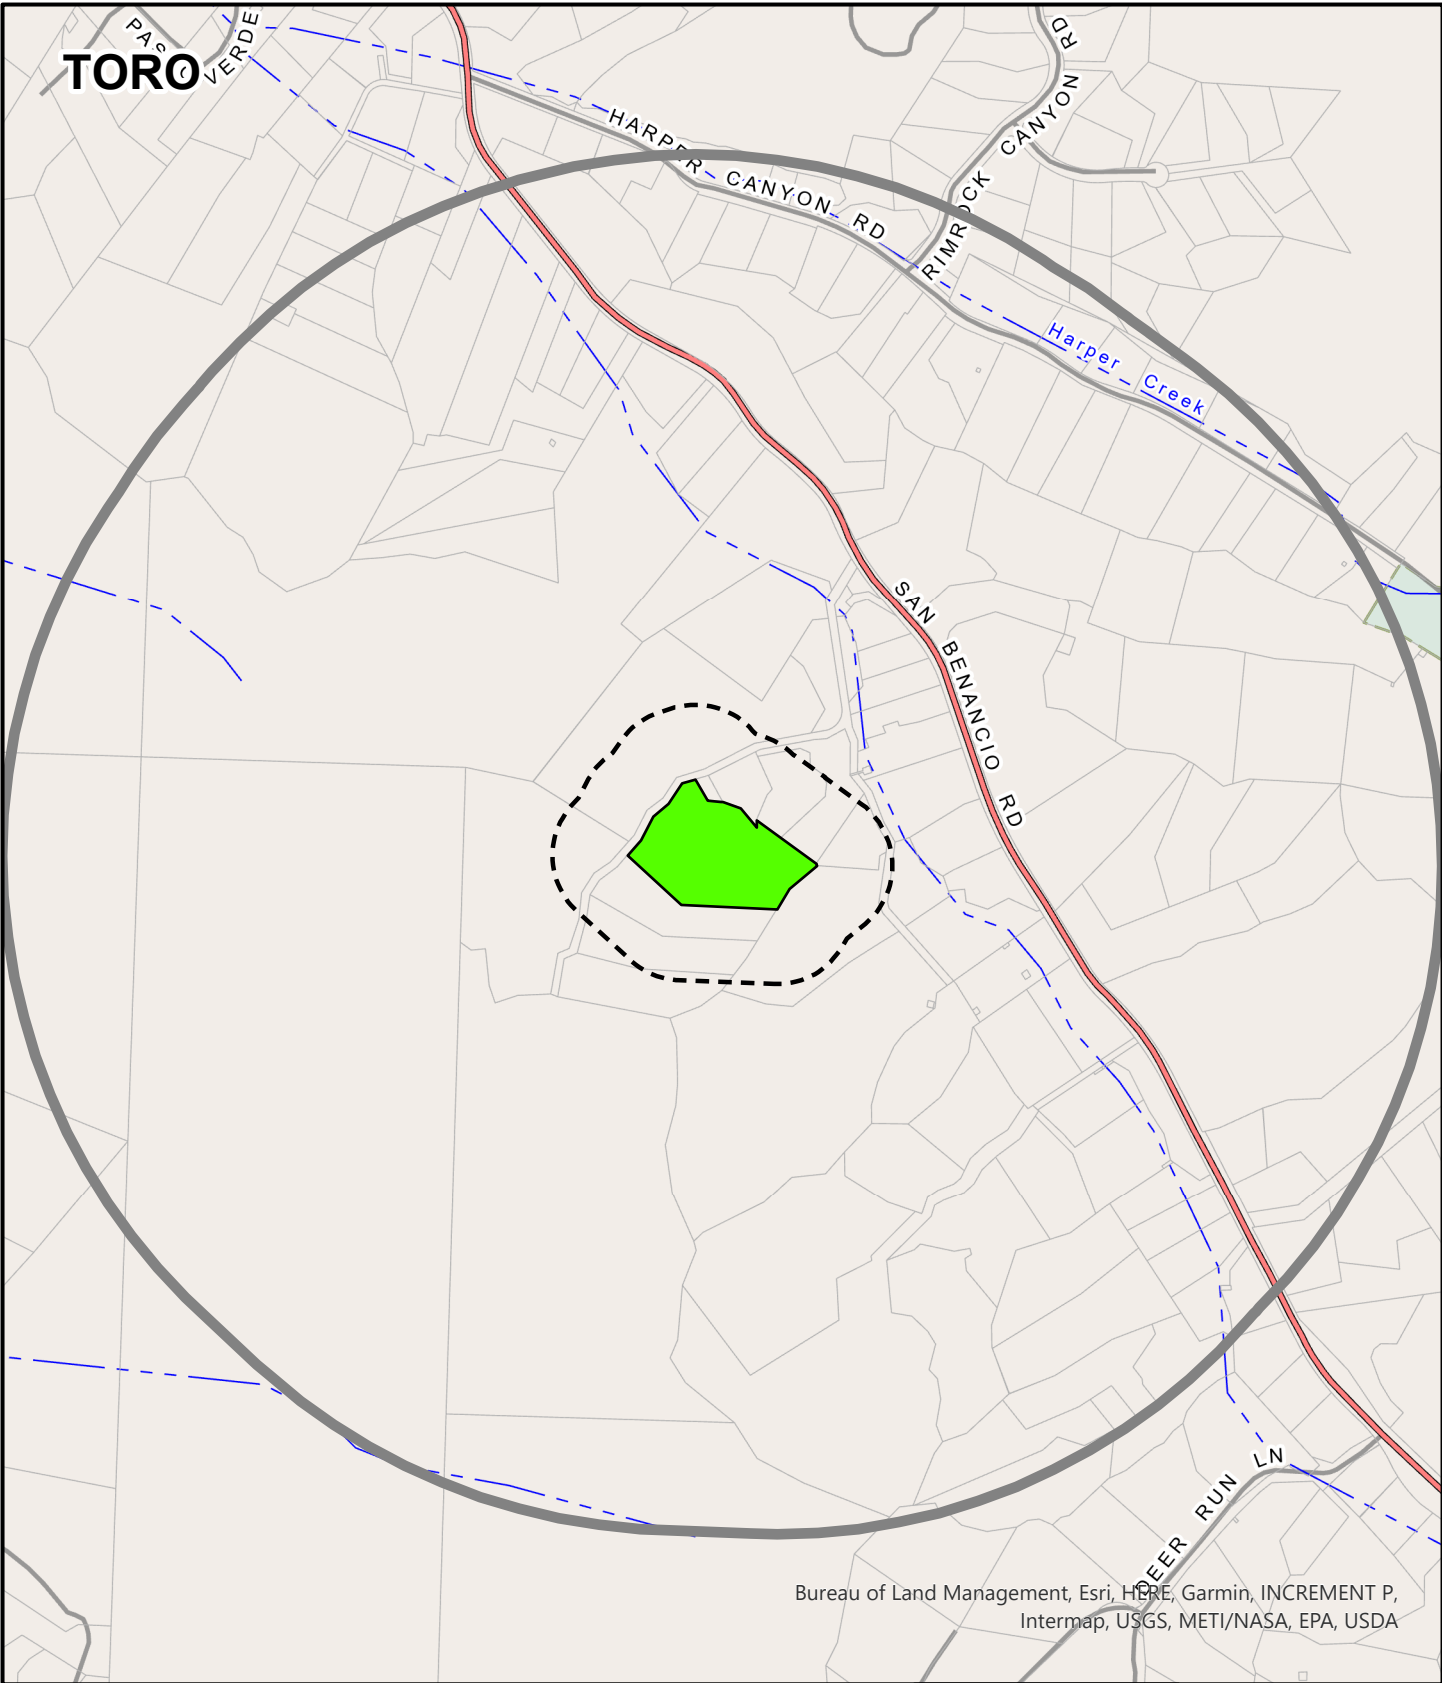 PAS
VERDE
RD
TORO
HARPER CANYON RD
RIMROCK CANYON
Harper Creek
SAN BENANCIO RD
DEER RUN LN
Bureau of Land Management, Esri, HERE, Garmin, INCREMENT P,
Intermap, USGS, METI/NASA, EPA, USDA